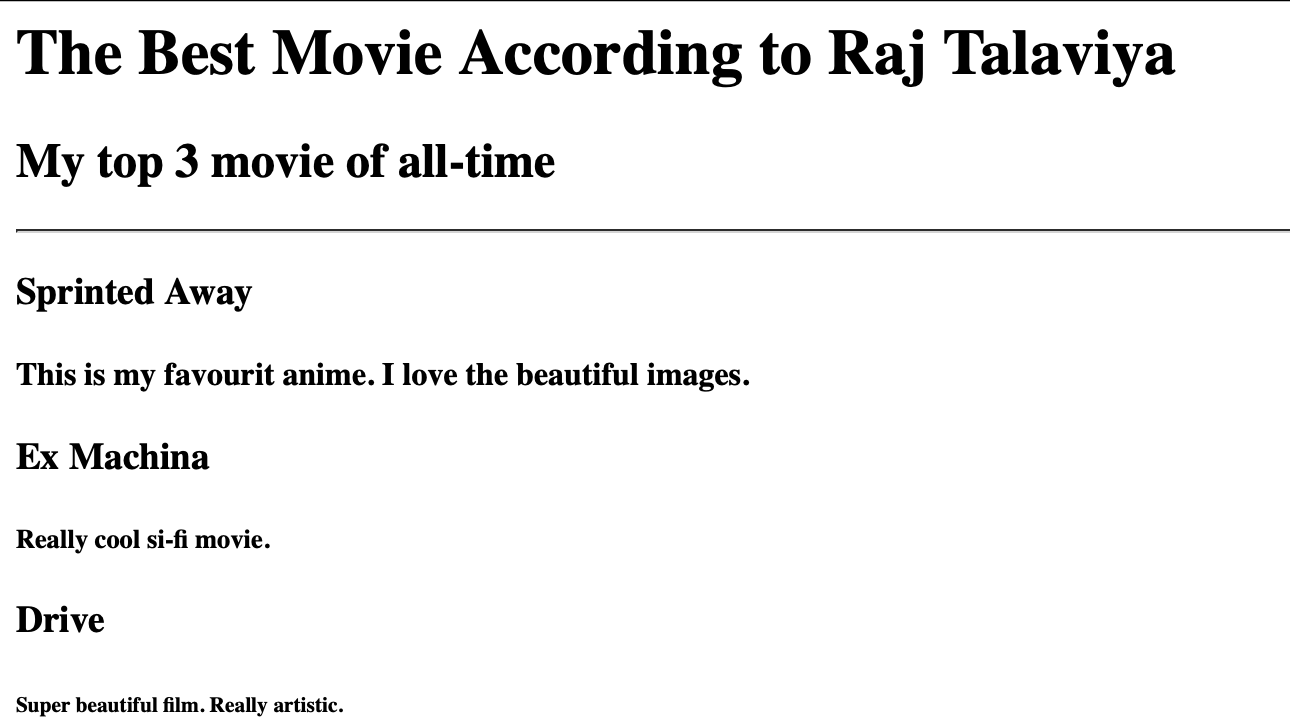 The Best Movie According to Raj Talaviya
My top 3 movie of all-time
Sprinted Away
This is my favourit anime. I love the beautiful images.
Ex Machina
Really cool si-fi movie.
Drive
Super beautiful film. Really artistic.